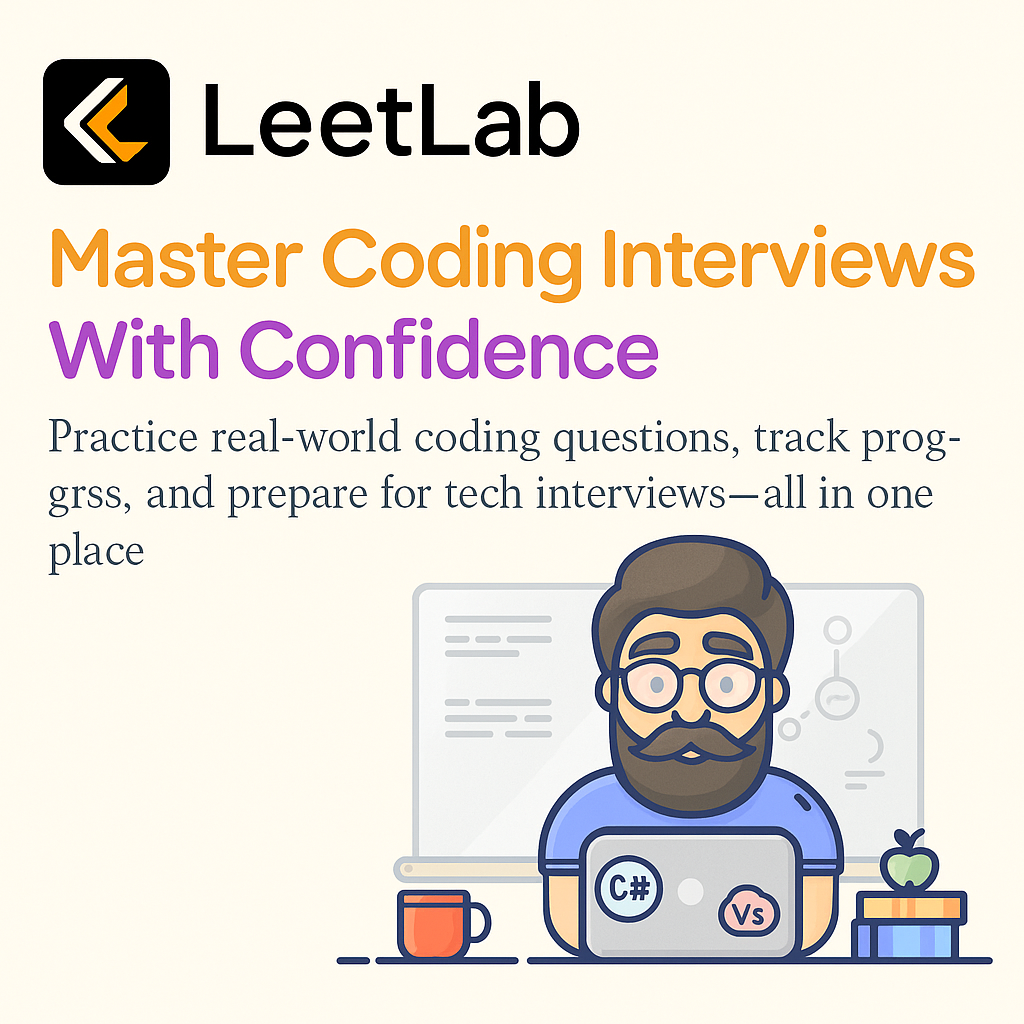 LeetLab
Master Coding Interviews
With Confidence
Practice real-world coding questions, track prog-
grss, and prepare for tech interviews—all in one
place
C#
Vs